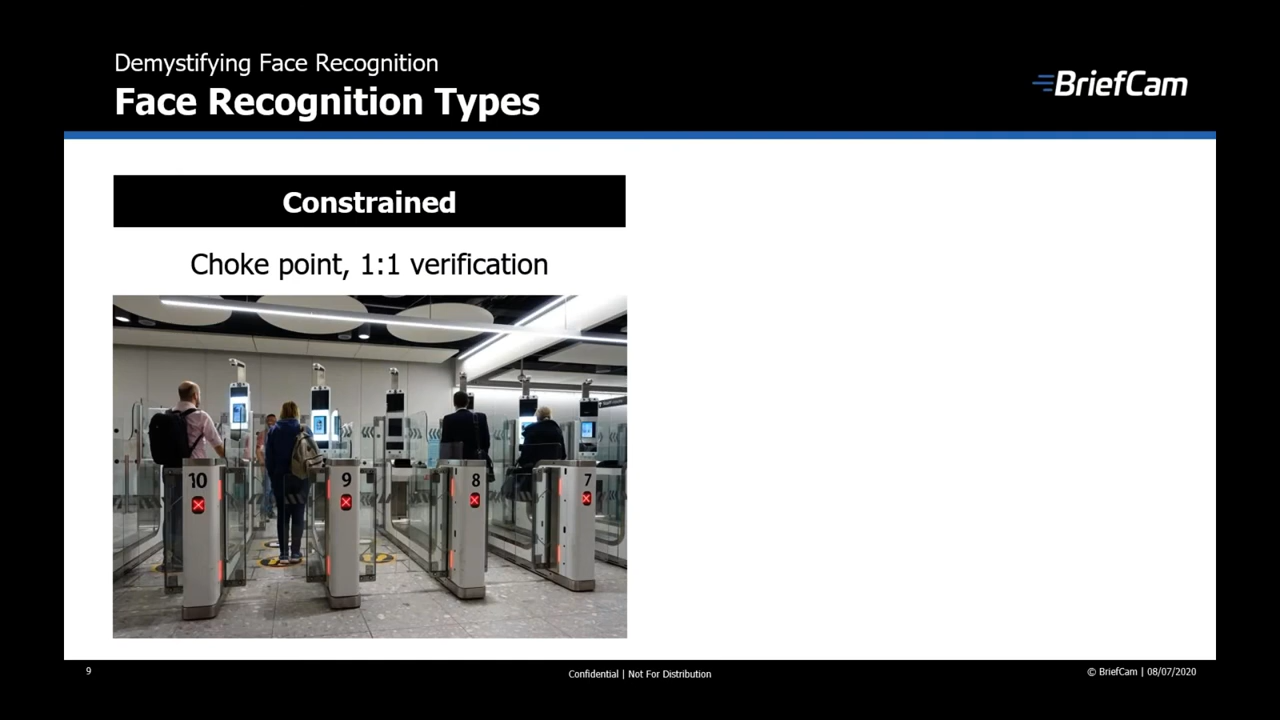 Demystifying Face Recognition
Face Recognition Types
BriefCam
Constrained
Choke point, 1:1 verification
10
9
8
7
9
Confidential | Not For Distribution
© BriefCam | 08/07/2020